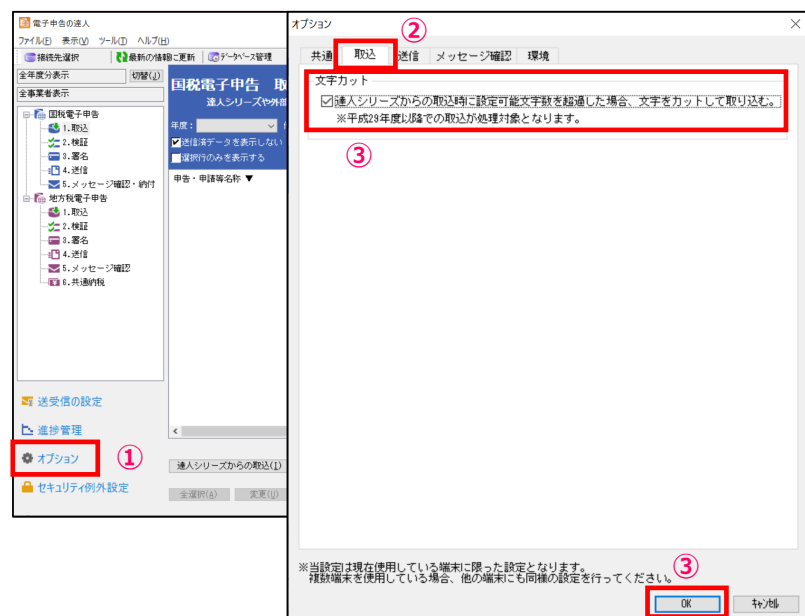 電子申告の達人
ファイル(F) 表示(V) ツール(T) ヘルプ(H)
接続先選択 最新の情報に更新 データベース管理
全年度分表示 切替(J)
全事業者表示
国税電子申告
1.取込
2.検証
3.署名
4.送信
5.メッセージ確認・納付
地方税電子申告
1.取込
2.検証
3.署名
4.送信
5.メッセージ確認
6.共通納税
送受信の設定
進捗管理
オプション
①
セキュリティ例外設定
国税電子申告 取
達人シリーズや外部
年度:
送信済データを表示しない
選択行のみを表示する
申告・申請等名称 ▼
達人シリーズからの取込(I)
全選択(A) 変更(U)
オプション
②
共通 取込 送信 メッセージ確認 環境
文字カット
達人シリーズからの取込時に設定可能文字数を超過した場合、文字をカットして取り込む。
※平成29年度以降での取込が処理対象となります。
③
※当設定は現在使用している端末に限った設定となります。
複数端末を使用している場合、他の端末にも同様の設定を行ってください。
③
OK キャンセル